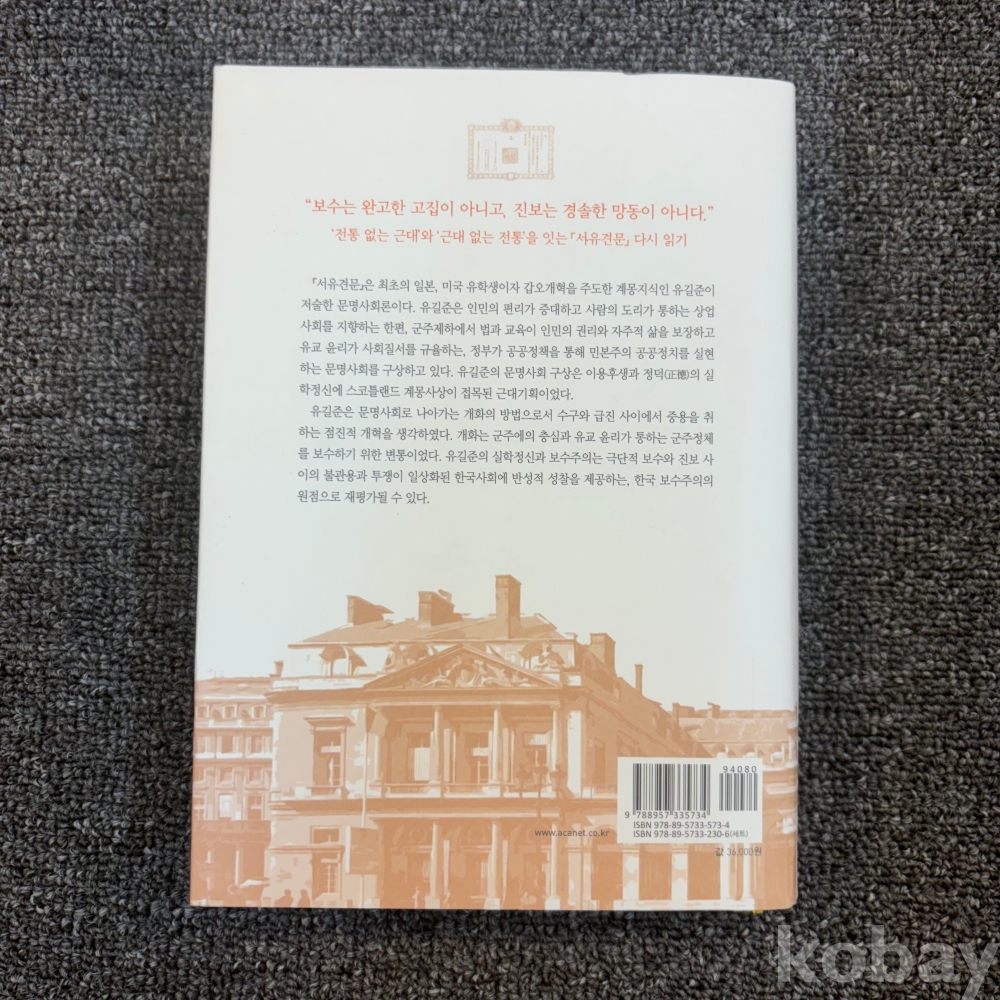 “보수는 완고한 고집이 아니고, 진보는 경솔한 망동이 아니다.”
‘전통 없는 근대’와 ‘근대 없는 전통’을 잇는 『서유견문』 다시 읽기
『서유견문』은 최초의 일본, 미국 유학생이자 갑오개혁을 주도한 계몽지식인 유길준이
저술한 문명사회론이다. 유길준은 인민의 편리가 증대하고 사람의 도리가 통하는 상업
사회를 지향하는 한편, 군주제하에서 법과 교육이 인민의 권리와 자주적 삶을 보장하고
유교 윤리가 사회질서를 규율하는, 정부가 공공정책을 통해 민본주의 공공정치를 실현
하는 문명사회를 구상하고 있다. 유길준의 문명사회 구상은 이용후생과 정덕(正德)의 실
학정신에 스코틀랜드 계몽사상이 접목된 근대기획이었다.
유길준은 문명사회로 나아가는 개화의 방법으로서 수구와 급진 사이에서 중용을 취
하는 점진적 개혁을 생각하였다. 개화는 군주에의 충심과 유교 윤리가 통하는 군주정체
를 보수하기 위한 변통이었다. 유길준의 실학정신과 보수주의는 극단적 보수와 진보 사
이의 불관용과 투쟁이 일상화된 한국사회에 반성적 성찰을 제공하는, 한국 보수주의의
원점으로 재평가될 수 있다.
94080
9 788957 335734
ISBN 978-89-5733-573-4
ISBN 978-89-5733-230-6(세트)
www.acanet.co.kr
값 36,000원
kobay